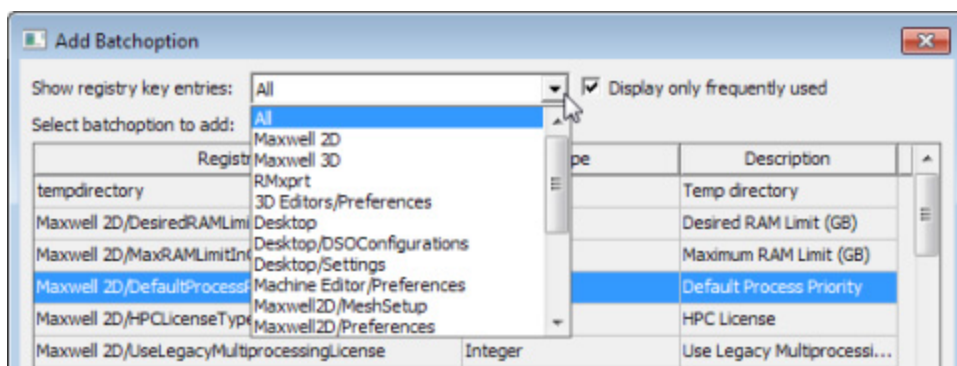 Add Batchoption
Show registry key entries: All Display only frequently used
Select batchoption to add:
All
Maxwell 2D
Maxwell 3D
RMxprt
3D Editors/Preferences
Desktop
Desktop/DSOConfigurations
Desktop/Settings
Machine Editor/Preferences
Maxwell2D/MeshSetup
Maxwell2D/Preferences
Registr pe Description
tempdirectory Temp directory
Maxwell 2D/DesiredRAMLimi Desired RAM Limit (GB)
Maxwell 2D/MaxRAMLimitIn Maximum RAM Limit (GB)
Maxwell 2D/DefaultProcessP Default Process Priority
Maxwell 2D/HPCLicenseType HPC License
Maxwell 2D/UseLegacyMultiprocessingLicense Integer Use Legacy Multiprocessi...